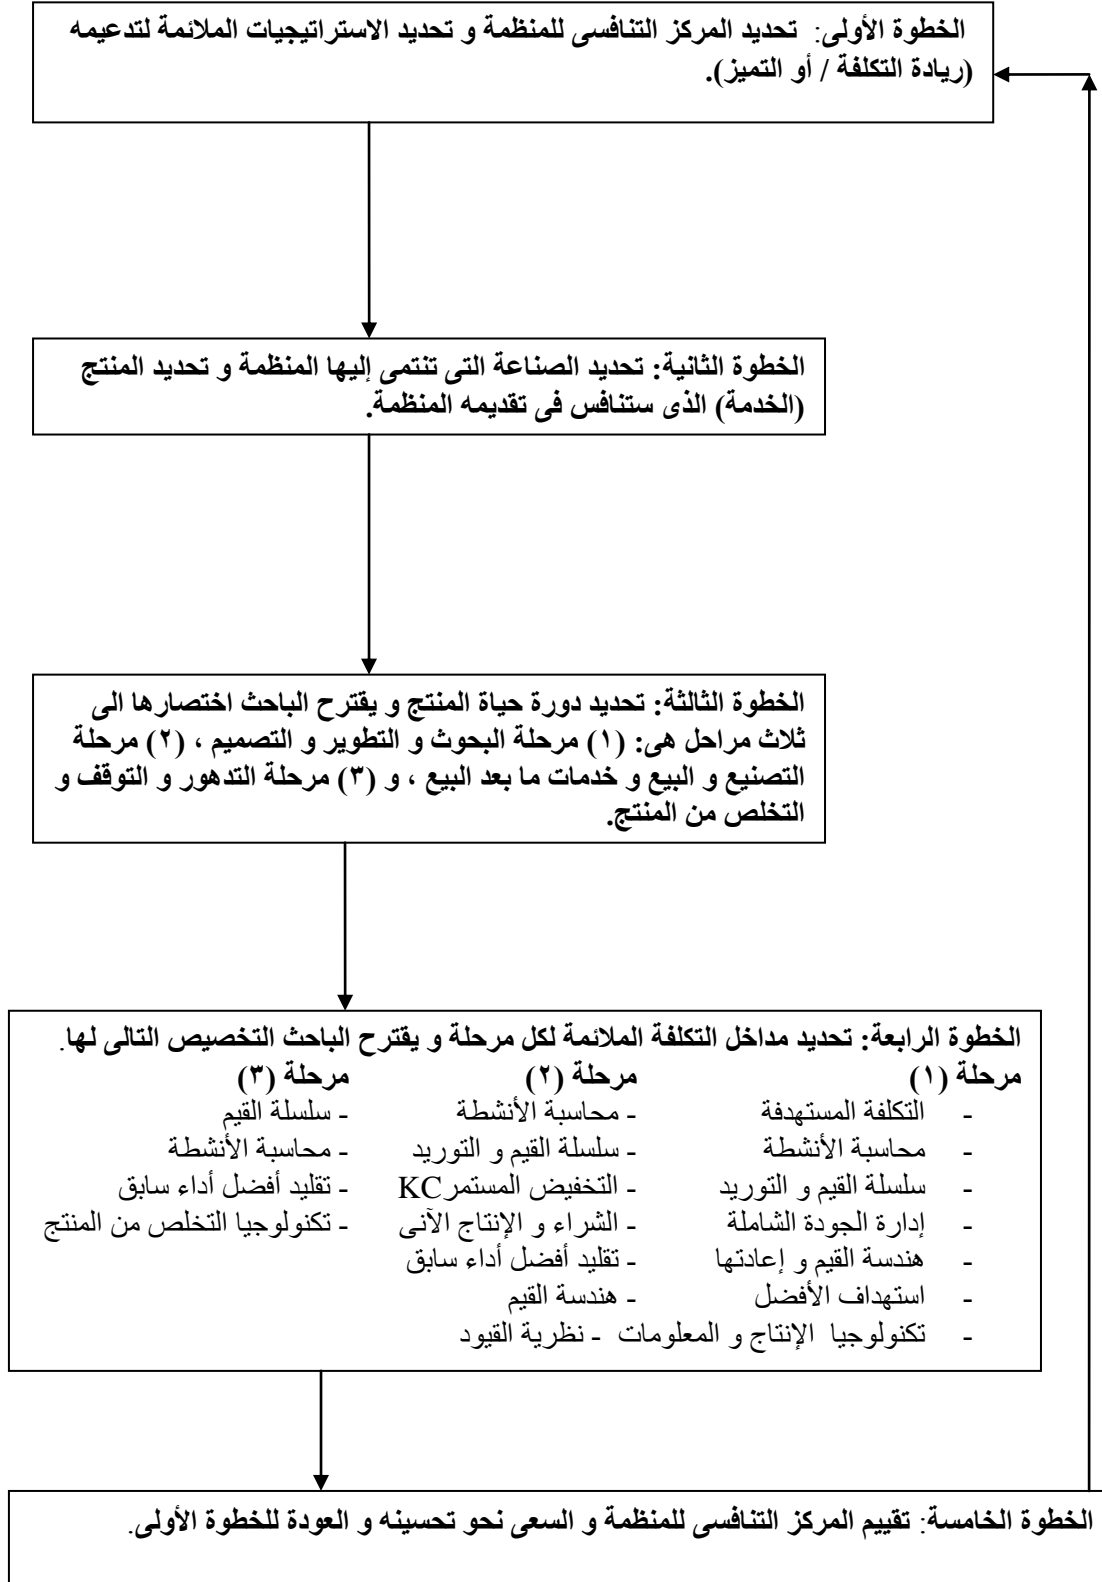 الخطوة الأولى: تحديد المركز التنافسى للمنظمة و تحديد الاستراتيجيات الملائمة لتدعيمه
(ريادة التكلفة / أو التميز).
الخطوة الثانية: تحديد الصناعة التى تنتمى إليها المنظمة و تحديد المنتج
(الخدمة) الذى ستنافس فى تقديمه المنظمة.
الخطوة الثالثة: تحديد دورة حياة المنتج و يقترح الباحث اختصارها الى
ثلاث مراحل هى: (١) مرحلة البحوث و التطوير و التصميم ، (٢) مرحلة
التصنيع و البيع و خدمات ما بعد البيع ، و (٣) مرحلة التدهور و التوقف و
التخلص من المنتج.
الخطوة الرابعة: تحديد مداخل التكلفة الملائمة لكل مرحلة و يقترح الباحث التخصيص التالى لها.
مرحلة (١) مرحلة (٢) مرحلة (٣)
- التكلفة المستهدفة - محاسبة الأنشطة - سلسلة القيم
- محاسبة الأنشطة - سلسلة القيم و التوريد - محاسبة الأنشطة
- سلسلة القيم و التوريد - التخفيض المستمر KC - تقليد أفضل أداء سابق
- إدارة الجودة الشاملة - الشراء و الإنتاج الآنى - تكنولوجيا التخلص من المنتج
- هندسة القيم و إعادتها - تقليد أفضل أداء سابق
- استهداف الأفضل - هندسة القيم
- تكنولوجيا الإنتاج و المعلومات - نظرية القيود
الخطوة الخامسة: تقييم المركز التنافسى للمنظمة و السعى نحو تحسينه و العودة للخطوة الأولى.